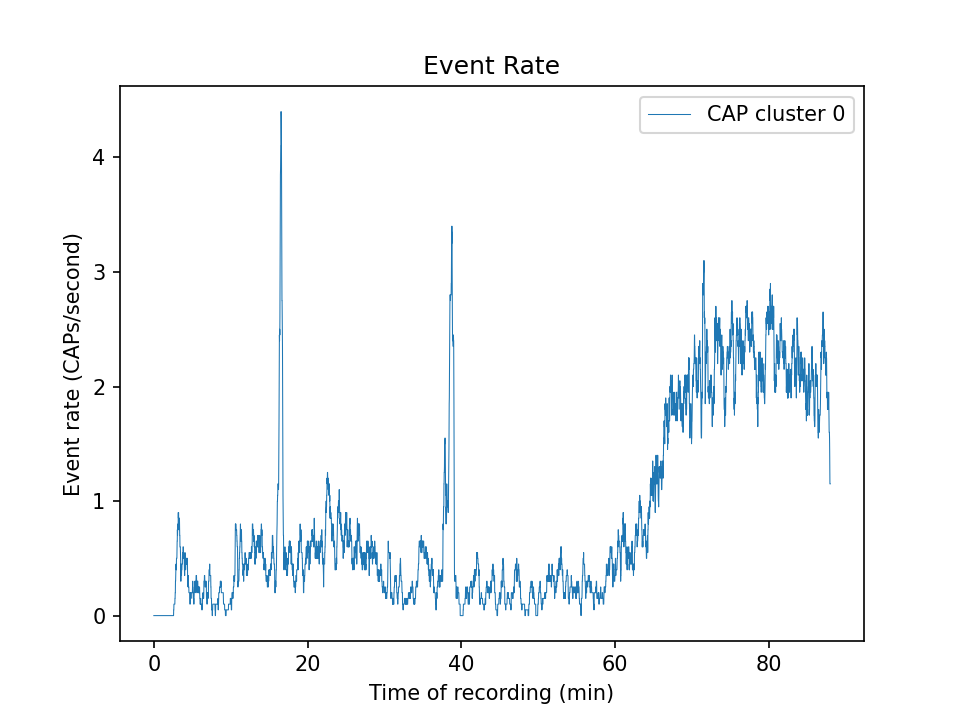 Event Rate
CAP cluster 0
Event rate (CAPs/second)
4
3
2
1
0
0 20 40 60 80
Time of recording (min)